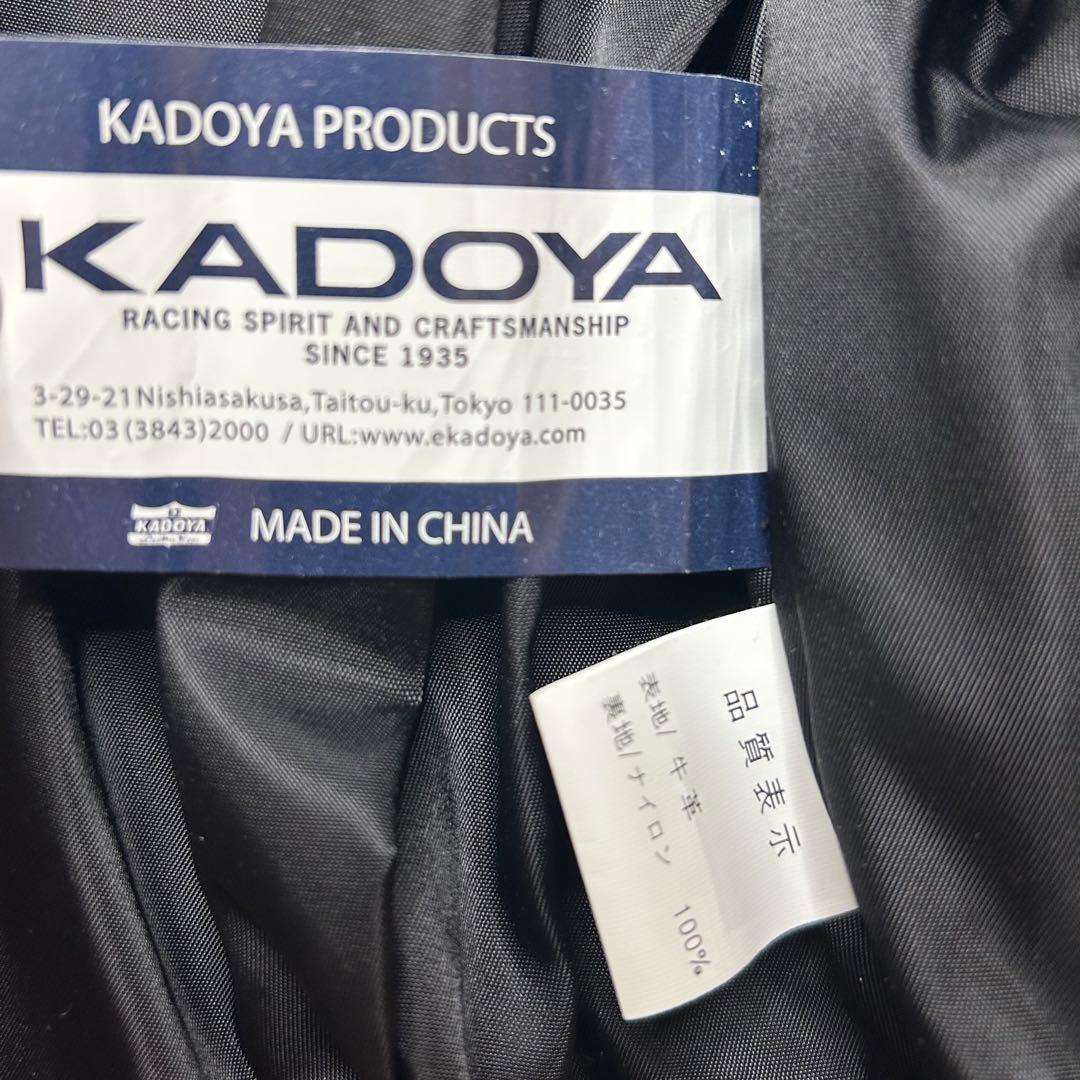 KADOYA PRODUCTS
KADOYA
RACING SPIRIT AND CRAFTSMANSHIP
SINCE 1935
3-29-21 Nishiasakusa,Taitou-ku,Tokyo 111-0035
TEL:03 (3843)2000 / URL:www.ekadoya.com
KADOYA
MADE IN CHINA
品質表示
表地/ 牛革
裏地/ナイロン 100%